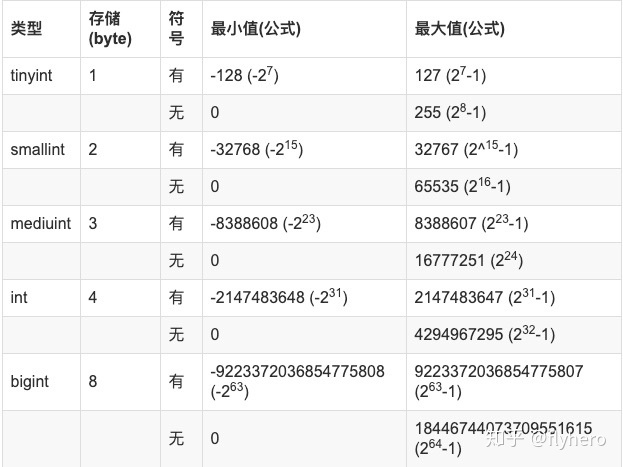 类型 存储(byte) 符号 最小值(公式) 最大值(公式)
tinyint 1 有 -128 (-2^7) 127 (2^7-1)
无 0 255 (2^8-1)
smallint 2 有 -32768 (-2^15) 32767 (2^^15-1)
无 0 65535 (2^16-1)
mediuint 3 有 -8388608 (-2^23) 8388607 (2^23-1)
无 0 16777251 (2^24)
int 4 有 -2147483648 (-2^31) 2147483647 (2^31-1)
无 0 4294967295 (2^32-1)
bigint 8 有 -9223372036854775808 (-2^63) 9223372036854775807 (2^63-1)
无 0 18446744073709551615 (2^64-1)
知乎 @flynero